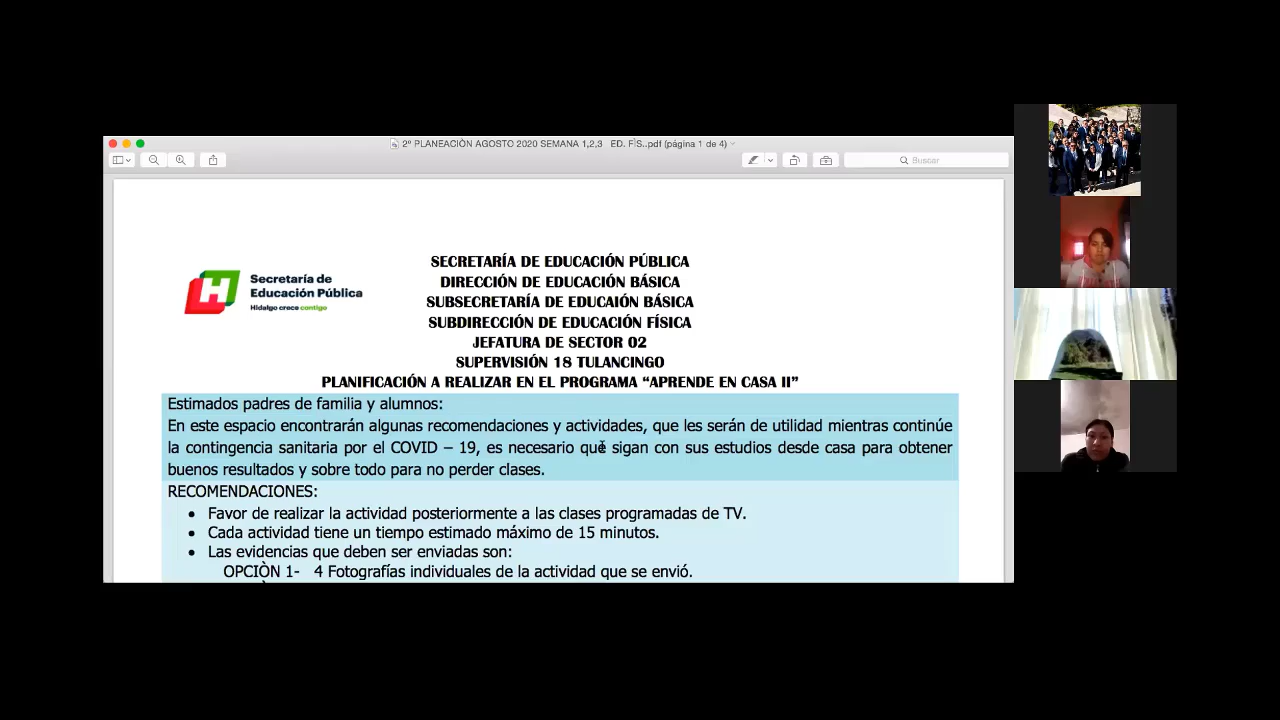 2º PLANEACIÒN AGOSTO 2020 SEMANA 1,2,3 ED. FÌS..pdf (página 1 de 4)
Buscar
SECRETARÍA DE EDUCACIÓN PÚBLICA
DIRECCIÓN DE EDUCACIÓN BÁSICA
SUBSECRETARÍA DE EDUCAIÓN BÁSICA
SUBDIRECCIÓN DE EDUCACIÓN FÍSICA
JEFATURA DE SECTOR 02
SUPERVISIÓN 18 TULANCINGO
PLANIFICACIÓN A REALIZAR EN EL PROGRAMA “APRENDE EN CASA II”
H
Secretaría de
Educación Pública
Hidalgo crece contigo
Estimados padres de familia y alumnos:
En este espacio encontrarán algunas recomendaciones y actividades, que les serán de utilidad mientras continúe
la contingencia sanitaria por el COVID – 19, es necesario que sigan con sus estudios desde casa para obtener
buenos resultados y sobre todo para no perder clases.
RECOMENDACIONES:
• Favor de realizar la actividad posteriormente a las clases programadas de TV.
• Cada actividad tiene un tiempo estimado máximo de 15 minutos.
• Las evidencias que deben ser enviadas son:
OPCIÒN 1- 4 Fotografías individuales de la actividad que se envió.